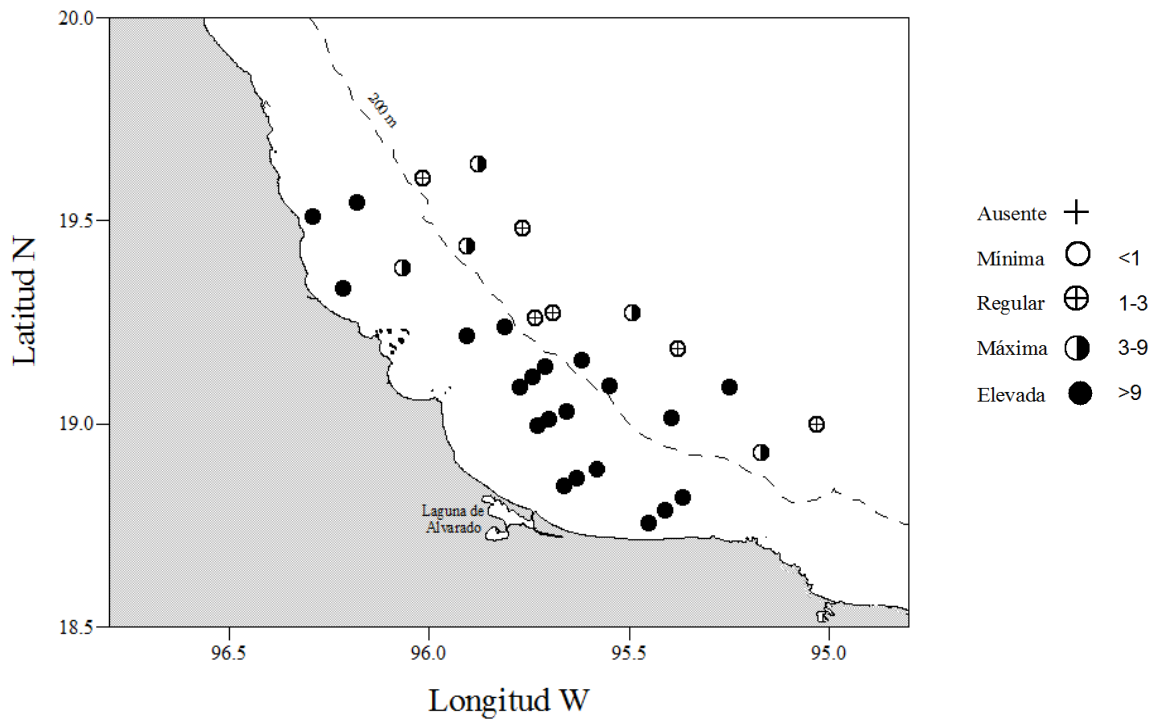 20.0
200 m
19.5
19.0
18.5
Latitud N
Laguna de
Alvarado
96.5 96.0 95.5 95.0
Longitud W
Ausente
Mínima <1
Regular 1-3
Máxima 3-9
Elevada >9